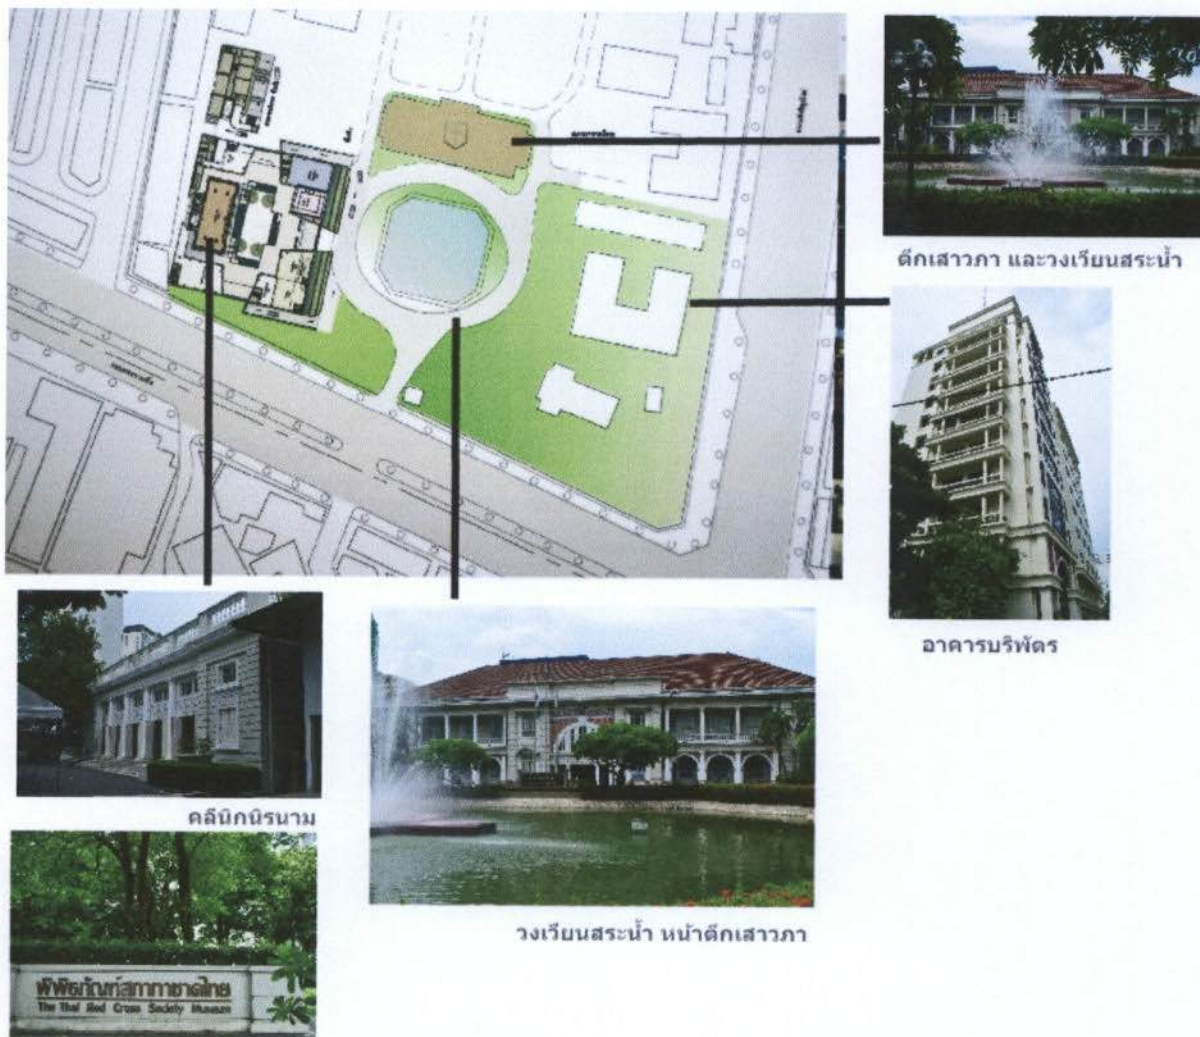 ตึกเสาวภา และวงเวียนสระน้ำ
อาคารบริพัตร
คลีนิกนิรนาม
วงเวียนสระน้ำ หน้าตึกเสาวภา
พิพิธภัณฑ์สภากาชาดไทย
The Thai Red Cross Society Museum